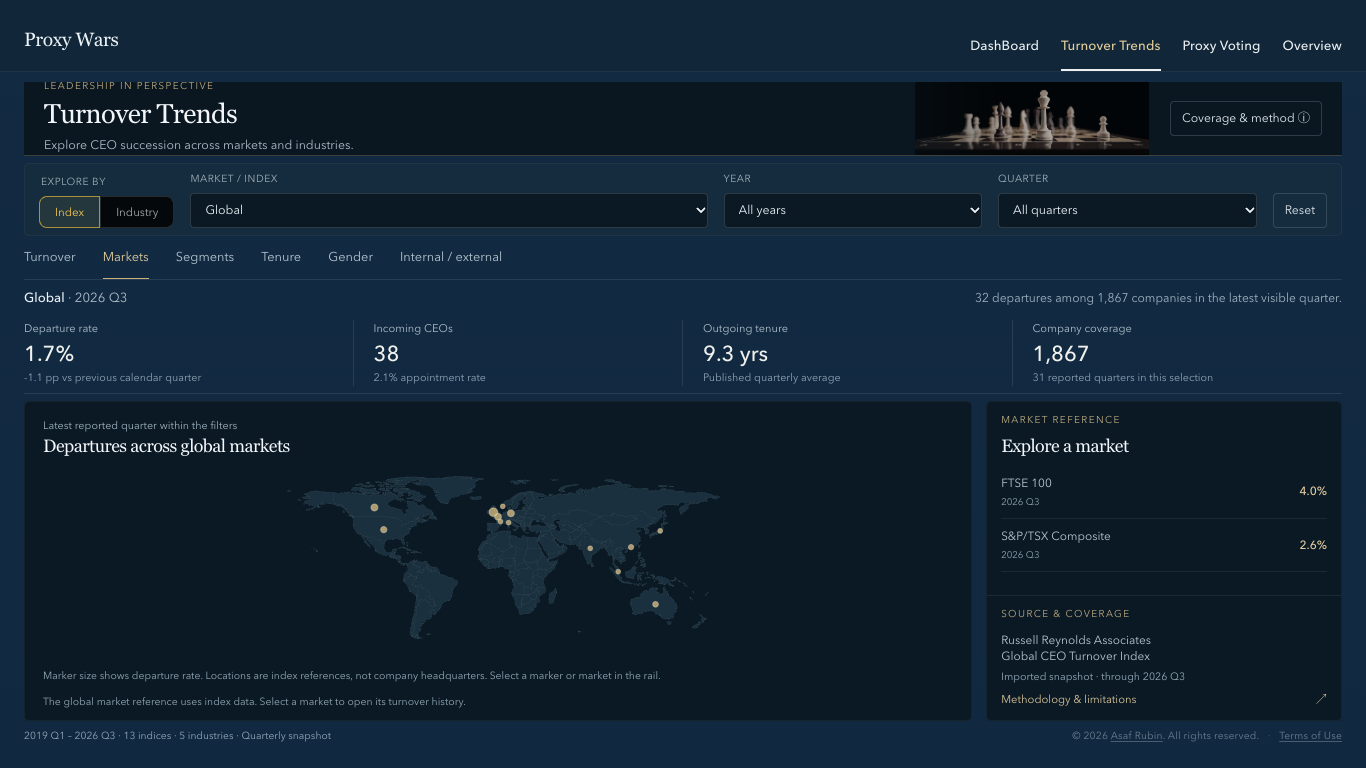 Proxy Wars
DashBoard
Turnover Trends
Proxy Voting
Overview
LEADERSHIP IN PERSPECTIVE
Turnover Trends
Explore CEO succession across markets and industries.
Coverage & method ⓘ
EXPLORE BY
Index
Industry
MARKET / INDEX
Global
YEAR
All years
QUARTER
All quarters
Reset
Turnover
Markets
Segments
Tenure
Gender
Internal / external
Global · 2026 Q3
32 departures among 1,867 companies in the latest visible quarter.
Departure rate
1.7%
-1.1 pp vs previous calendar quarter
Incoming CEOs
38
2.1% appointment rate
Outgoing tenure
9.3 yrs
Published quarterly average
Company coverage
1,867
31 reported quarters in this selection
Latest reported quarter within the filters
Departures across global markets
Marker size shows departure rate. Locations are index references, not company headquarters. Select a marker or market in the rail.
The global market reference uses index data. Select a market to open its turnover history.
MARKET REFERENCE
Explore a market
FTSE 100
2026 Q3
4.0%
S&P/TSX Composite
2026 Q3
2.6%
SOURCE & COVERAGE
Russell Reynolds Associates
Global CEO Turnover Index
Imported snapshot · through 2026 Q3
Methodology & limitations ↗
2019 Q1 – 2026 Q3 · 13 indices · 5 industries · Quarterly snapshot
© 2026 Asaf Rubin. All rights reserved. · Terms of Use